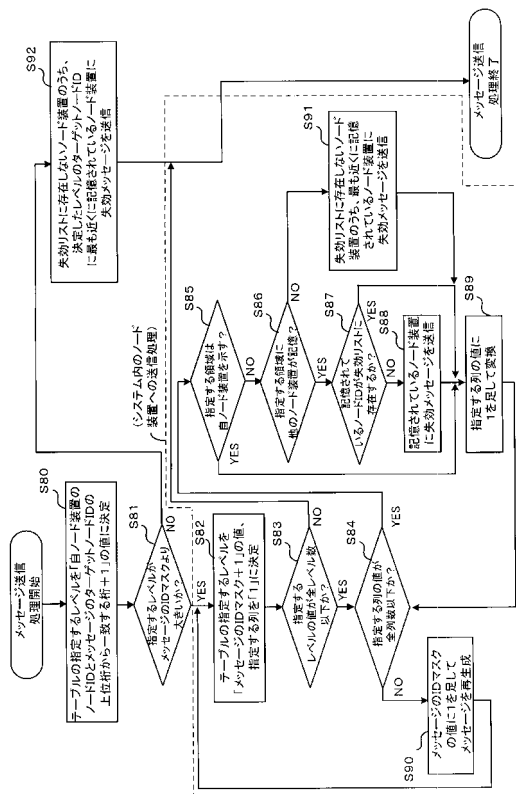 メッセージ送信
処理開始
S80
テーブルの指定するレベルを「自ノード装置の
ノードIDとメッセージのターゲットノードIDの
上位桁から一致する桁+1」の値に決定
S81
指定するレベルが
メッセージのIDマスクより
大きいか?
NO
YES
S92
失効リストに存在しないノード装置のうち、
決定したレベルのターゲットノードID
に最も近くに記憶されているノード装置に
失効メッセージを送信
(システム内のノード
装置への送信処理)
S82
テーブルの指定するレベルを
「メッセージのIDマスク+1」の値、
指定する列を「1」に決定
S83
指定する
レベルの値が全レベル数
以下か?
NO
YES
S84
指定する列の値が
全列数以下か?
YES
NO
S90
メッセージのIDマスク
の値に1を足して
メッセージを再生成
S85
指定する領域は
自ノード装置を示す?
YES
NO
S86
指定する領域に
他のノード装置が記憶?
NO
YES
S87
記憶されて
いるノードIDが失効リストに
存在するか?
YES
NO
S88
記憶されているノード装置
に失効メッセージを送信
S91
失効リストに存在しないノード
装置のうち、最も近くに記憶
されているノード装置に
失効メッセージを送信
S89
指定する列の値に
1を足して変換
メッセージ送信
処理終了